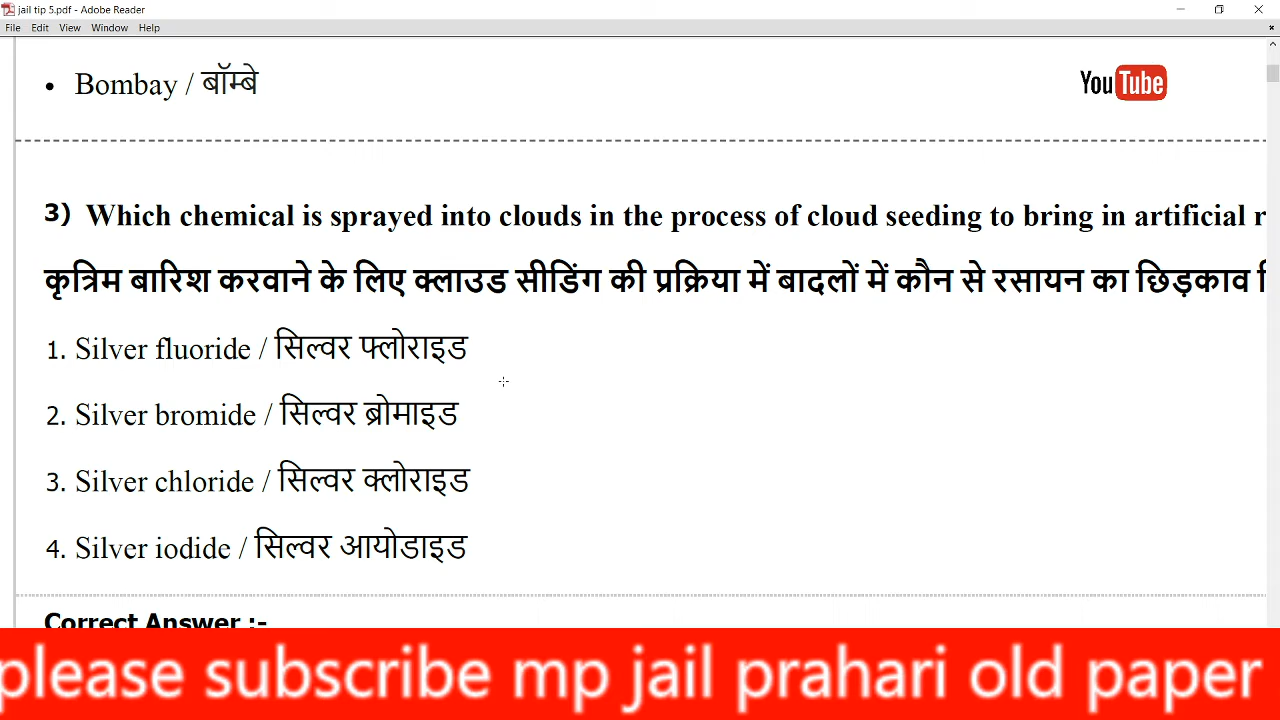 jail tip 5.pdf - Adobe Reader
File Edit View Window Help
• Bombay / बॉम्बे
YouTube
3) Which chemical is sprayed into clouds in the process of cloud seeding to bring in artificial r
कृत्रिम बारिश करवाने के लिए क्लाउड सीडिंग की प्रक्रिया में बादलों में कौन से रसायन का छिड़काव
1. Silver fluoride / सिल्वर फ्लोराइड
2. Silver bromide / सिल्वर ब्रोमाइड
3. Silver chloride / सिल्वर क्लोराइड
4. Silver iodide / सिल्वर आयोडाइड
Correct Answer :-
please subscribe mp jail prahari old paper